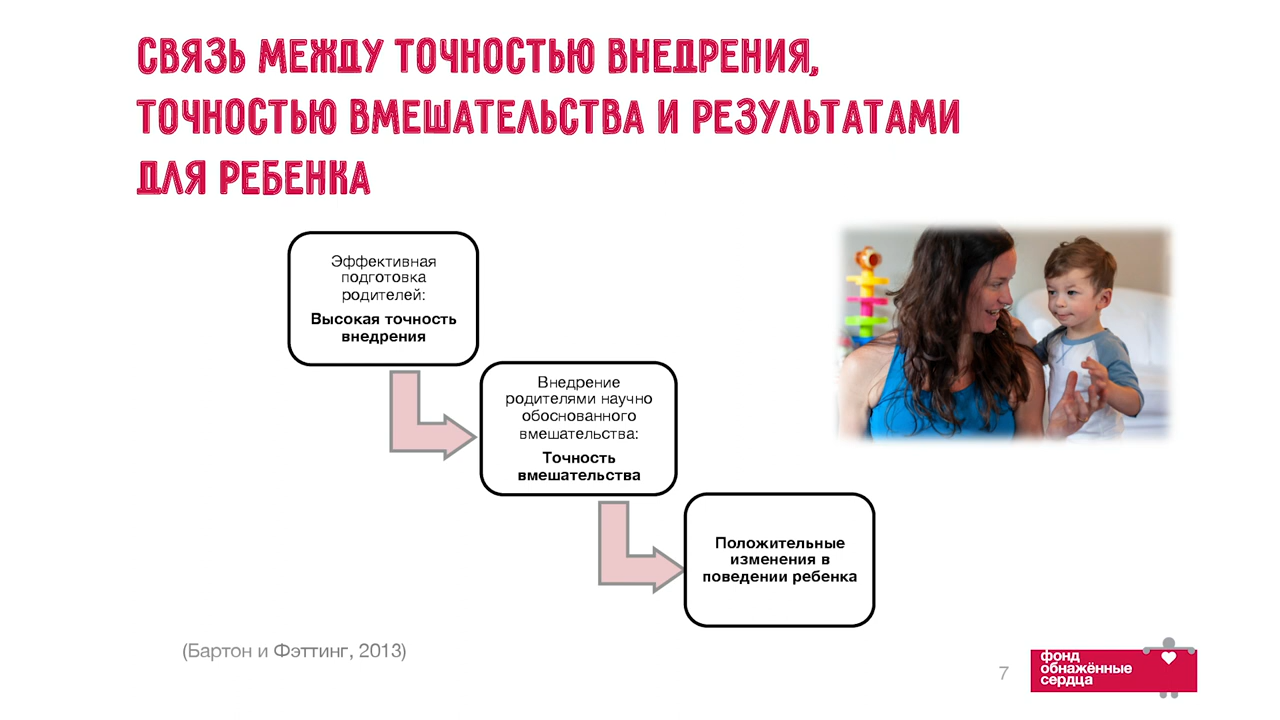 СВЯЗЬ МЕЖДУ ТОЧНОСТЬЮ ВНЕДРЕНИЯ,
ТОЧНОСТЬЮ ВМЕШАТЕЛЬСТВА И РЕЗУЛЬТАТАМИ
ДЛЯ РЕБЕНКА
Эффективная
подготовка
родителей:
Высокая точность
внедрения
Внедрение
родителями научно
обоснованного
вмешательства:
Точность
вмешательства
Положительные
изменения в
поведении ребенка
(Бартон и Фэттинг, 2013)
7
фонд
обнажённые
сердца